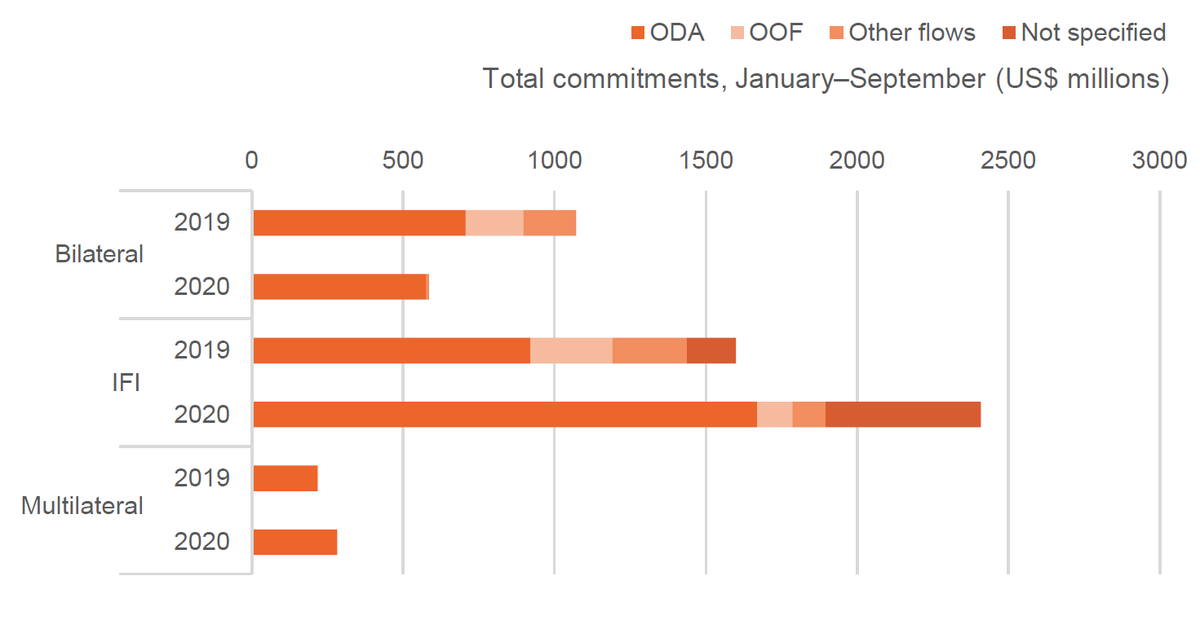 ODA OOF Other flows Not specified
Total commitments, January–September (US$ millions)
0 500 1000 1500 2000 2500 3000
Bilateral
2019
2020
IFI
2019
2020
Multilateral
2019
2020